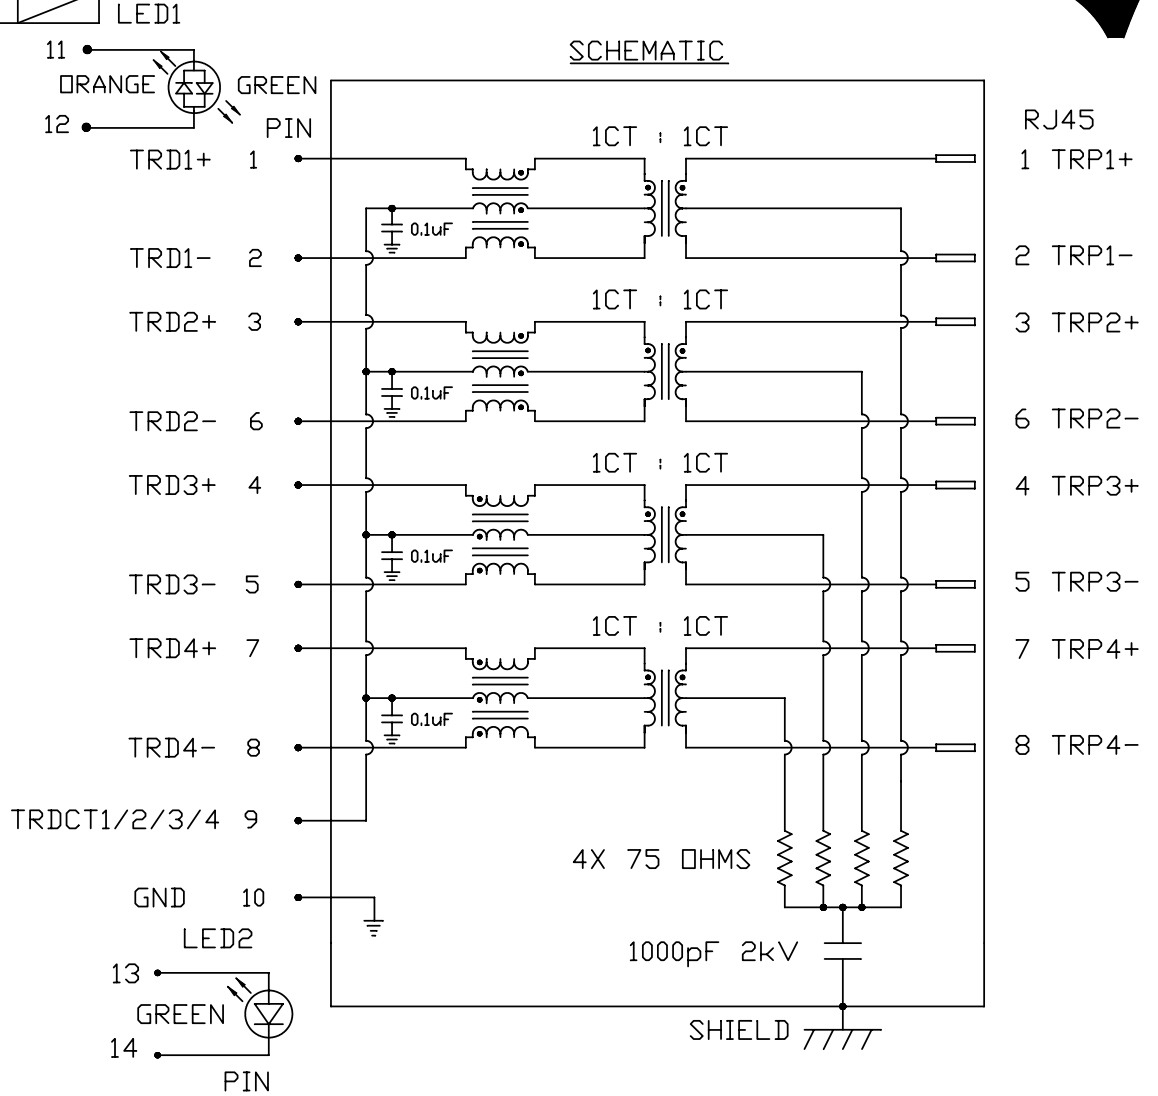 LED1
11
SCHEMATIC
ORANGE GREEN
12
PIN
RJ45
1CT : 1CT
TRD1+ 1
1 TRP1+
0.1uF
TRD1- 2
2 TRP1-
1CT : 1CT
TRD2+ 3
3 TRP2+
0.1uF
TRD2- 6
6 TRP2-
1CT : 1CT
TRD3+ 4
4 TRP3+
0.1uF
TRD3- 5
5 TRP3-
1CT : 1CT
TRD4+ 7
7 TRP4+
0.1uF
TRD4- 8
8 TRP4-
TRDCT1/2/3/4 9
4X 75 OHMS
GND 10
LED2
1000pF 2kV
13
GREEN
SHIELD
14
PIN